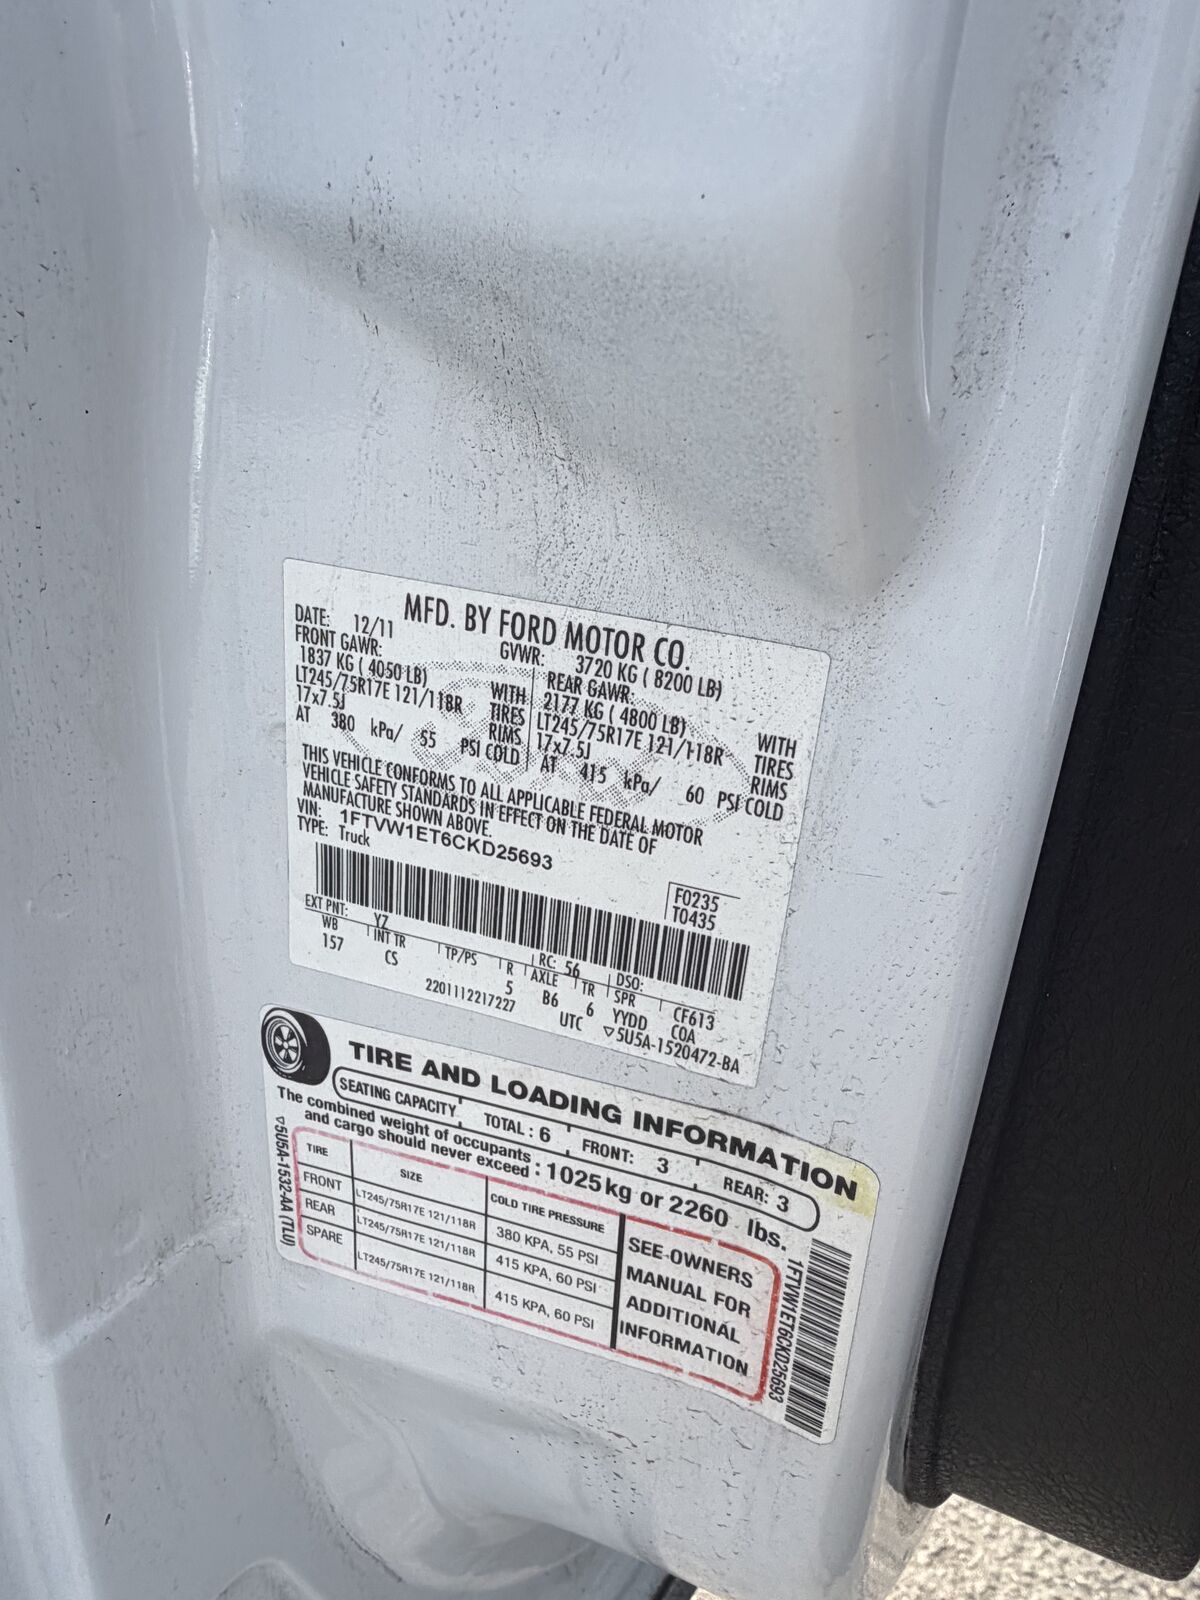 MFD. BY FORD MOTOR CO.
DATE: 12/11 GVWR: 3720 KG ( 8200 LB)
FRONT GAWR: REAR GAWR:
1837 KG ( 4050 LB) WITH 2177 KG ( 4800 LB) WITH
LT245/75R17E 121/118R TIRES LT245/75R17E 121/118R TIRES
17x7.5J RIMS 17x7.5J RIMS
AT 380 kPa/ 55 PSI COLD AT 415 kPa/ 60 PSI COLD
THIS VEHICLE CONFORMS TO ALL APPLICABLE FEDERAL MOTOR
VEHICLE SAFETY STANDARDS IN EFFECT ON THE DATE OF
MANUFACTURE SHOWN ABOVE.
VIN: 1FTVW1ET6CKD25693
TYPE: Truck
F0235
T0435
EXT PNT: YZ RC: 56 DSO:
WB INT TR TP/PS R AXLE TR SPR CF613
157 CS 5 B6 6 YYDD COA
2201112217227 UTC ▽5U5A-1520472-BA
TIRE AND LOADING INFORMATION
SEATING CAPACITY TOTAL: 6 FRONT: 3 REAR: 3
The combined weight of occupants
and cargo should never exceed : 1025 kg or 2260 lbs.
TIRE SIZE COLD TIRE PRESSURE
FRONT LT245/75R17E 121/118R 380 KPA, 55 PSI
REAR LT245/75R17E 121/118R 415 KPA, 60 PSI
SPARE LT245/75R17E 121/118R 415 KPA, 60 PSI
SEE OWNERS
MANUAL FOR
ADDITIONAL
INFORMATION
▽5U5A-1532-AA (TLU)
1FTVW1ET6CKD25693